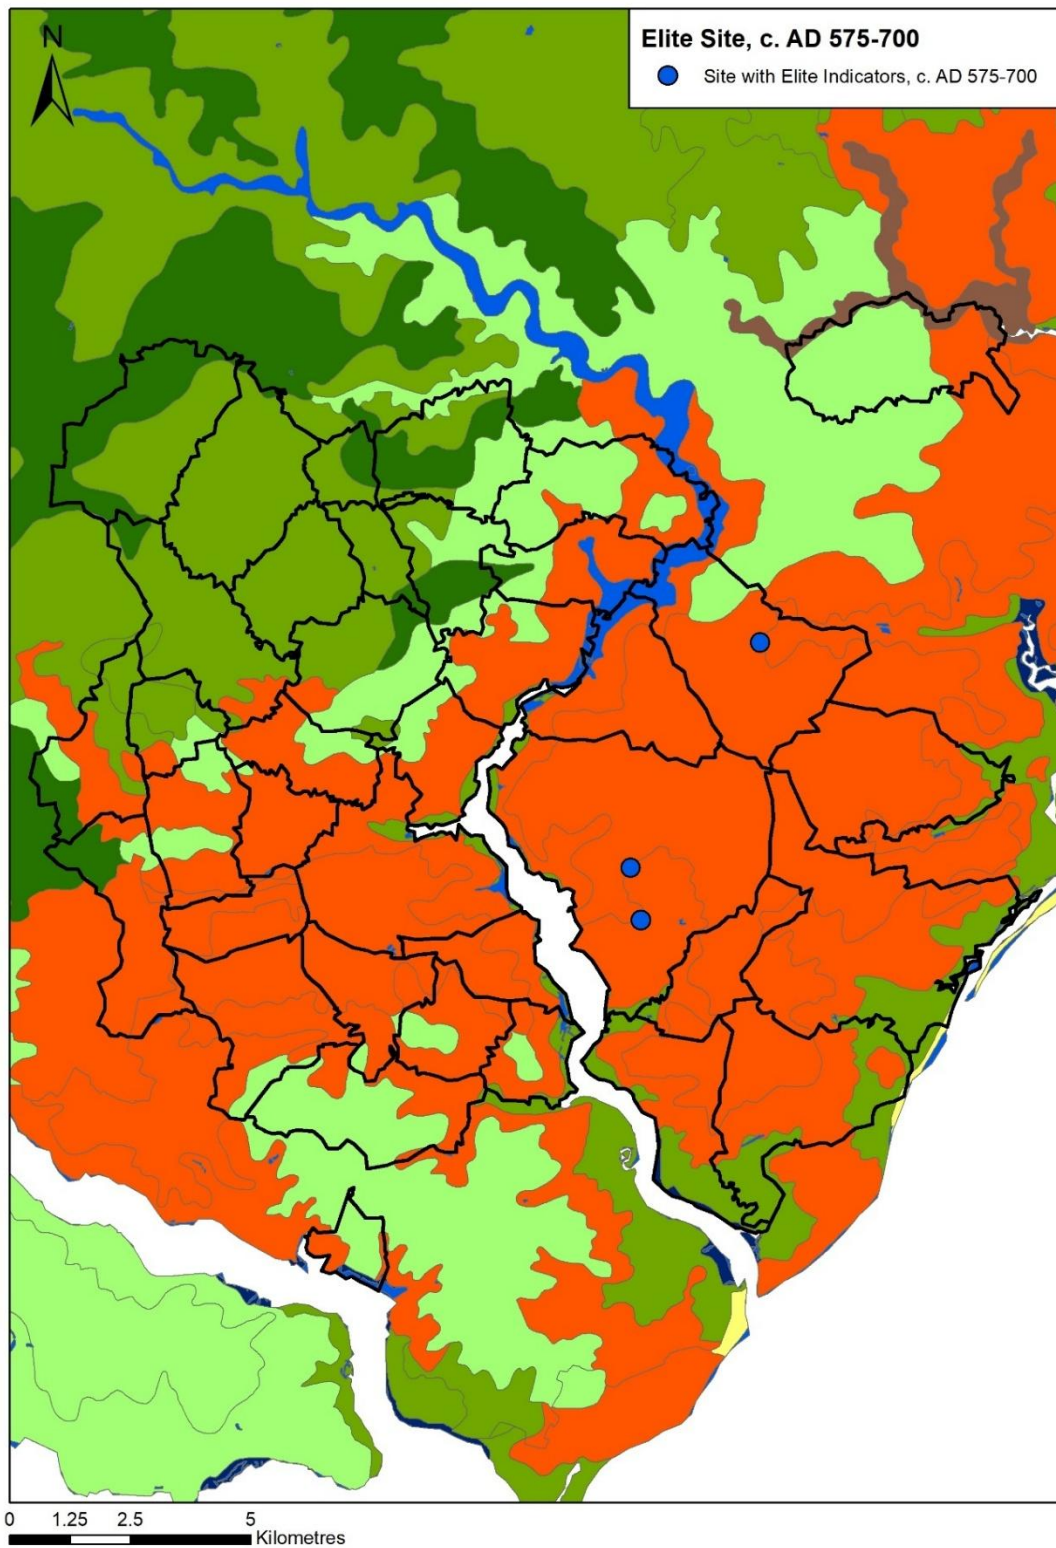 N
Elite Site, c. AD 575-700
Site with Elite Indicators, c. AD 575-700
0 1.25 2.5 5
Kilometres